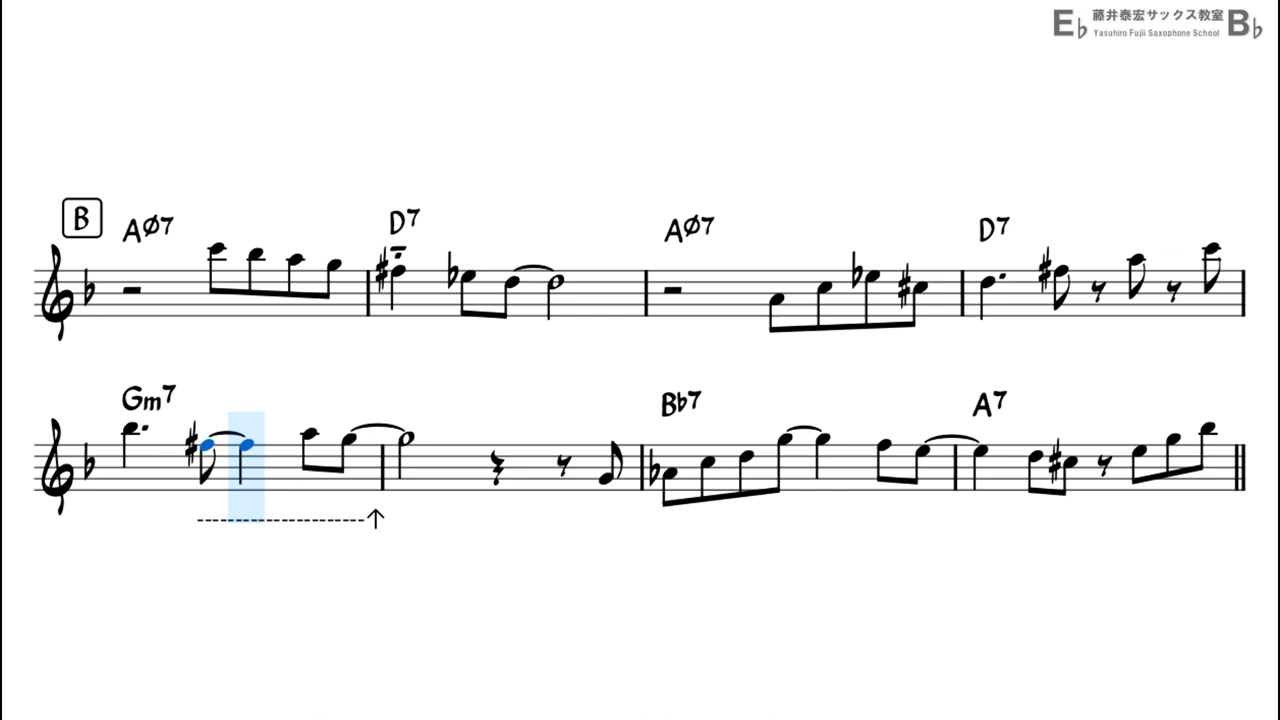 E♭ 藤井泰宏サックス教室 B♭
Yasuhiro Fujii Saxophone School
B
AØ7 D7 AØ7 D7
Gm7 B♭7 A7